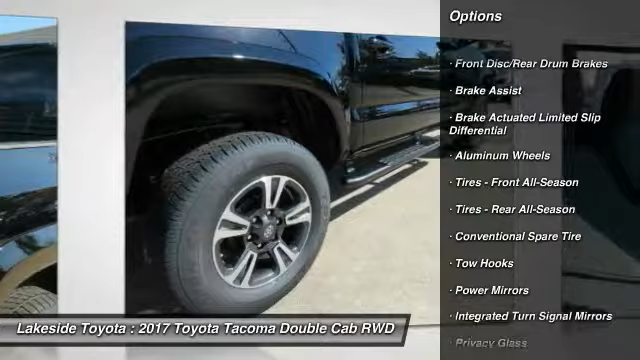 Options
· Front Disc/Rear Drum Brakes
· Brake Assist
· Brake Actuated Limited Slip
Differential
· Aluminum Wheels
· Tires - Front All-Season
· Tires - Rear All-Season
· Conventional Spare Tire
· Tow Hooks
· Power Mirrors
· Integrated Turn Signal Mirrors
· Privacy Glass
Lakeside Toyota : 2017 Toyota Tacoma Double Cab RWD